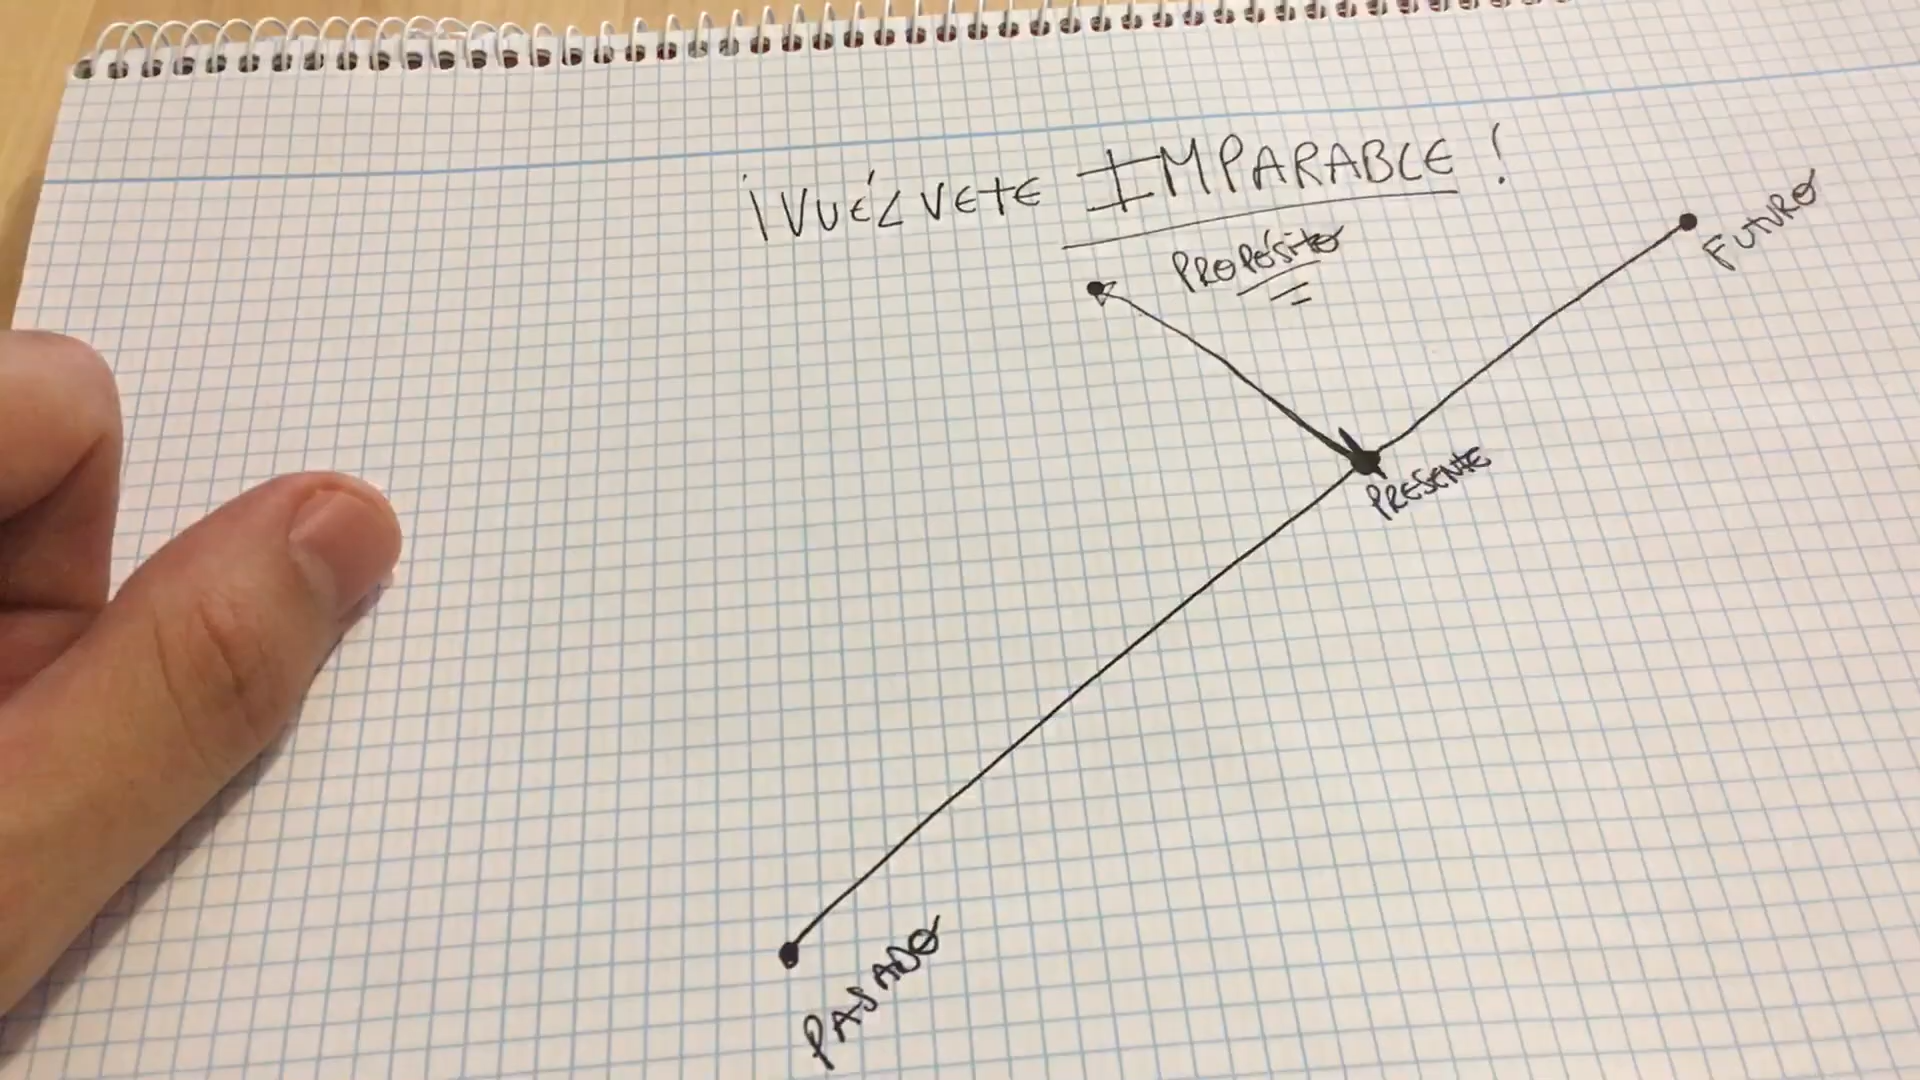 ¡VUÉLVETE IMPARABLE!
PROPÓSITO
FUTURO
PRESENTE
PASADO